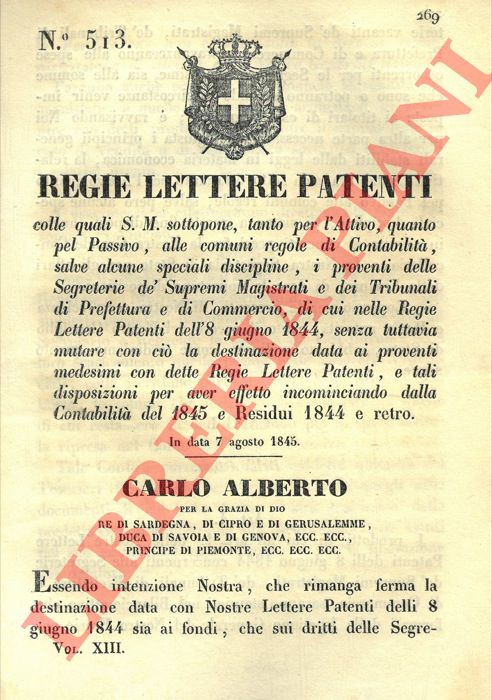 269
N.º 513.
REGIE LETTERE PATENTI
colle quali S. M. sottopone, tanto per l'Attivo, quanto
pel Passivo, alle comuni regole di Contabilità,
salve alcune speciali discipline, i proventi delle
Segreterie de' Supremi Magistrati e dei Tribunali
di Prefettura e di Commercio, di cui nelle Regie
Lettere Patenti dell'8 giugno 1844, senza tuttavia
mutare con ciò la destinazione data ai proventi
medesimi con dette Regie Lettere Patenti, e tali
disposizioni per aver effetto incominciando dalla
Contabilità del 1845 e Residui 1844 e retro.
In data 7 agosto 1845.
CARLO ALBERTO
PER LA GRAZIA DI DIO
RE DI SARDEGNA, DI CIPRO E DI GERUSALEMME,
DUCA DI SAVOIA E DI GENOVA, ECC. ECC.,
PRINCIPE DI PIEMONTE, ECC. ECC. ECC.
Essendo intenzione Nostra, che rimanga ferma la
destinazione data con Nostre Lettere Patenti delli 8
giugno 1844 sia ai fondi, che sui dritti delle Segre-
VOL. XIII.
LIBRERIA PIANI